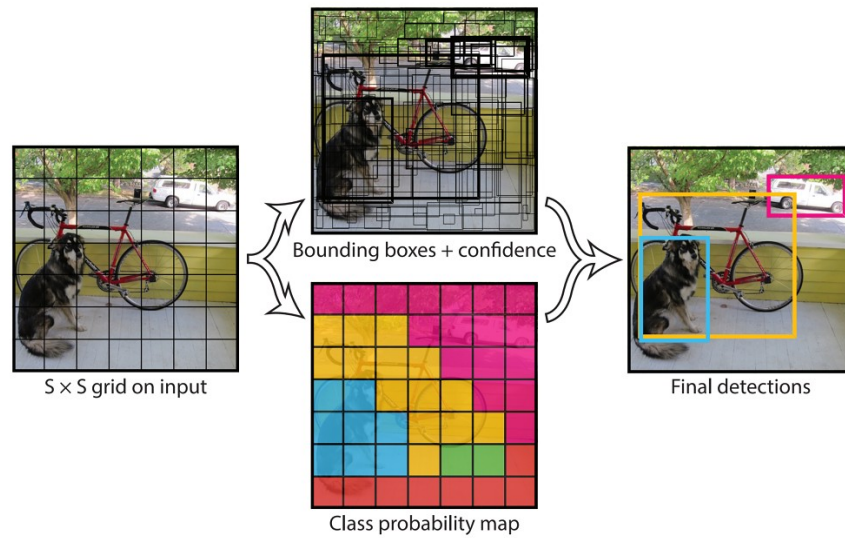 Bounding boxes + confidence
S × S grid on input
Final detections
Class probability map